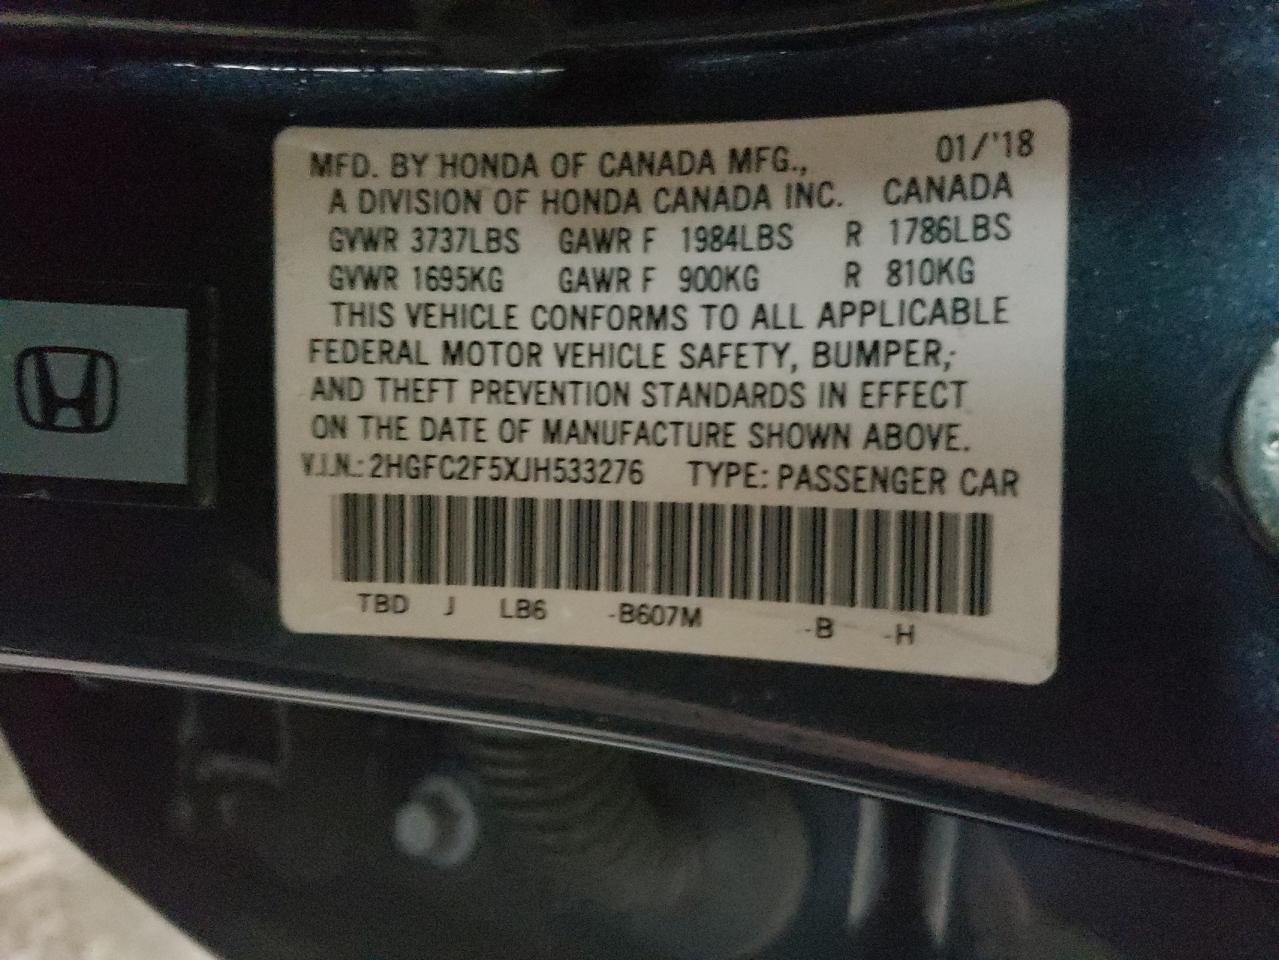 MFD. BY HONDA OF CANADA MFG., 01/'18
A DIVISION OF HONDA CANADA INC. CANADA
GVWR 3737LBS GAWR F 1984LBS R 1786LBS
GVWR 1695KG GAWR F 900KG R 810KG
THIS VEHICLE CONFORMS TO ALL APPLICABLE
FEDERAL MOTOR VEHICLE SAFETY, BUMPER,
AND THEFT PREVENTION STANDARDS IN EFFECT
ON THE DATE OF MANUFACTURE SHOWN ABOVE.
V.I.N.: 2HGFC2F5XJH533276 TYPE: PASSENGER CAR
TBD J LB6 -B607M -B -H